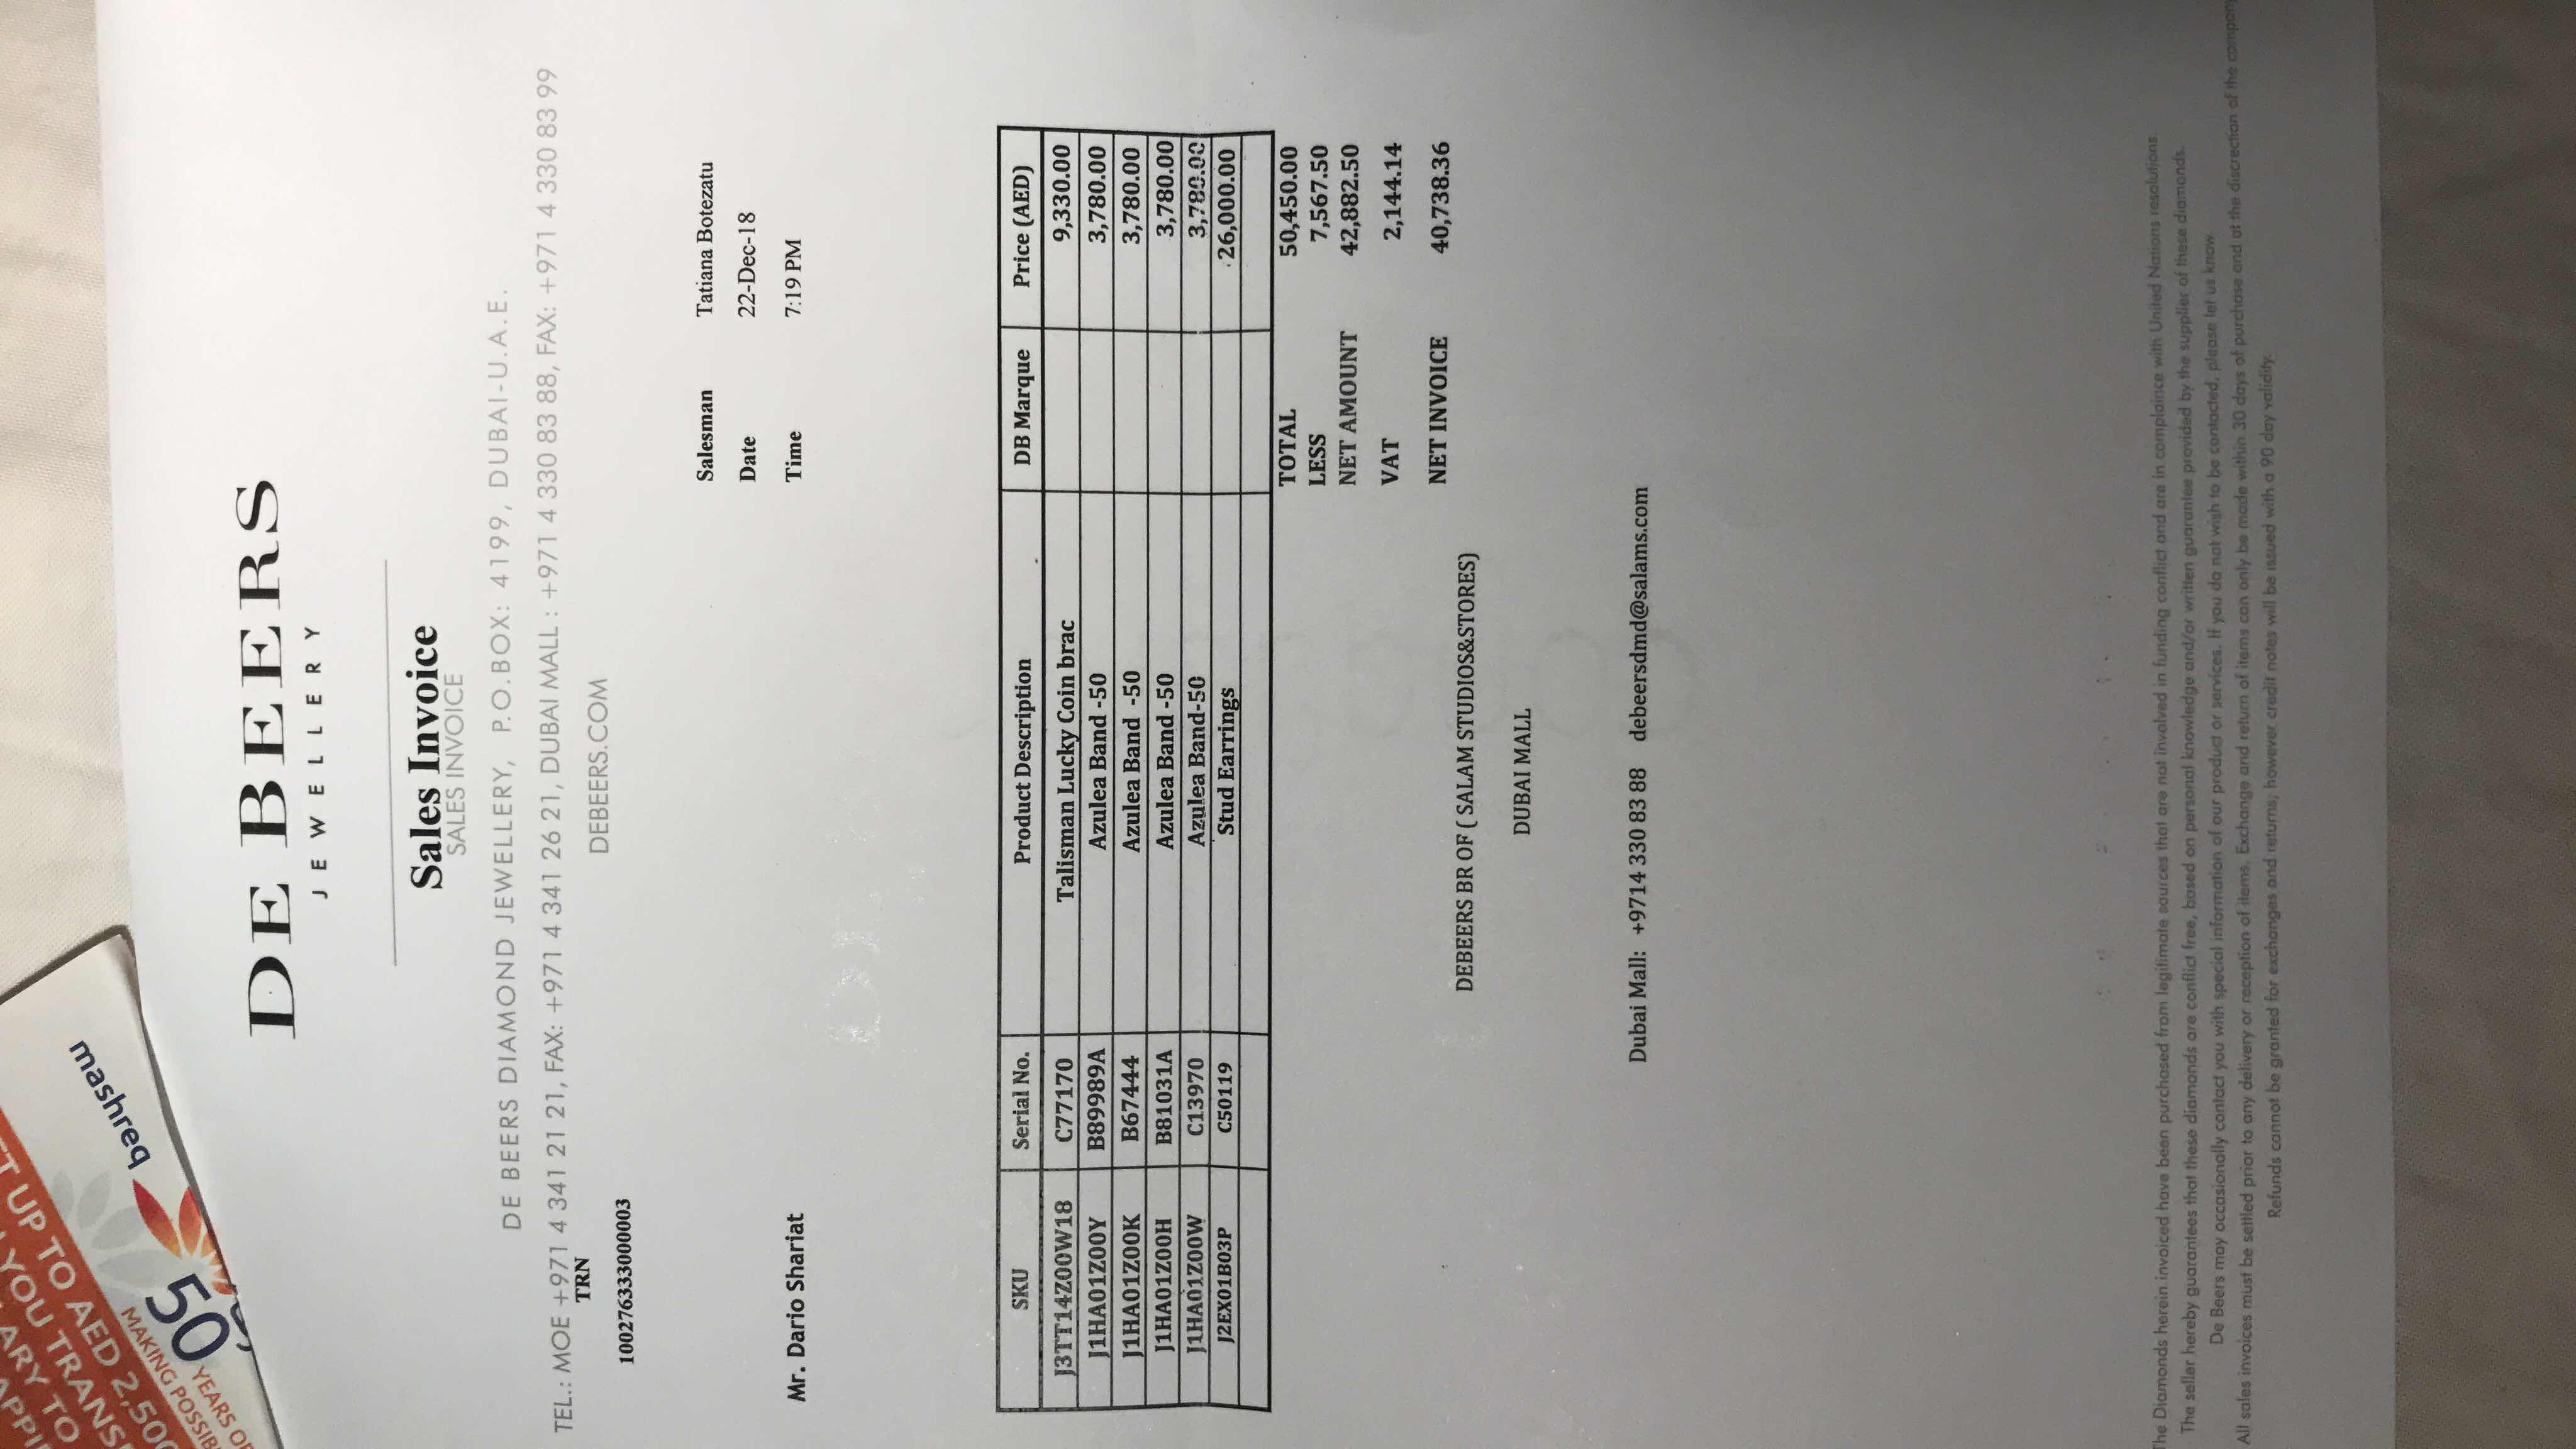 T UP TO AED 2,500
YOU TRANS
ARY TO
YEARS OF
MAKING POSSIB
50
mashreq
DE BEERS
JEWELLERY
Sales Invoice
SALES INVOICE
DE BEERS DIAMOND JEWELLERY, P.O.BOX: 4199, DUBAI-U.A.E.
TEL.: MOE +971 4 341 21 21, FAX: +971 4 341 26 21, DUBAI MALL : +971 4 330 83 88, FAX: +971 4 330 83 99
TRN
DEBEERS.COM
100276333000003
Salesman Tatiana Botezatu
Date 22-Dec-18
Mr. Dario Shariat
Time 7:19 PM
SKU Serial No. Product Description DB Marque Price (AED)
J3TT14Z00W18 C77170 Talisman Lucky Coin brac 9,330.00
J1HA01Z00Y B89989A Azulea Band -50 3,780.00
J1HA01Z00K B67444 Azulea Band -50 3,780.00
J1HA01Z00H B81031A Azulea Band -50 3,780.00
J1HA01Z00W C13970 Azulea Band-50 3,780.00
J2EX01B03P C50119 Stud Earrings 26,000.00
TOTAL 50,450.00
LESS 7,567.50
NET AMOUNT 42,882.50
VAT 2,144.14
NET INVOICE 40,738.36
DEBEERS BR OF ( SALAM STUDIOS&STORES)
DUBAI MALL
Dubai Mall: +9714 330 83 88 debeersdmd@salams.com
The Diamonds herein invoiced have been purchased from legitimate sources that are not involved in funding conflict and are in complaince with United Nations resolutions.
The seller hereby guarantees that these diamonds are conflict free, based on personal knowledge and/or written guarantee provided by the supplier of these diamonds.
De Beers may occasionally contact you with special information of our product or services. If you do not wish to be contacted, please let us know
All sales invoices must be settled prior to any delivery or reception of items. Exchange and return of items can only be made within 30 days of purchase and at the discrection of the company
Refunds cannot be granted for exchanges and returns; however credit notes will be issued with a 90 day validity.